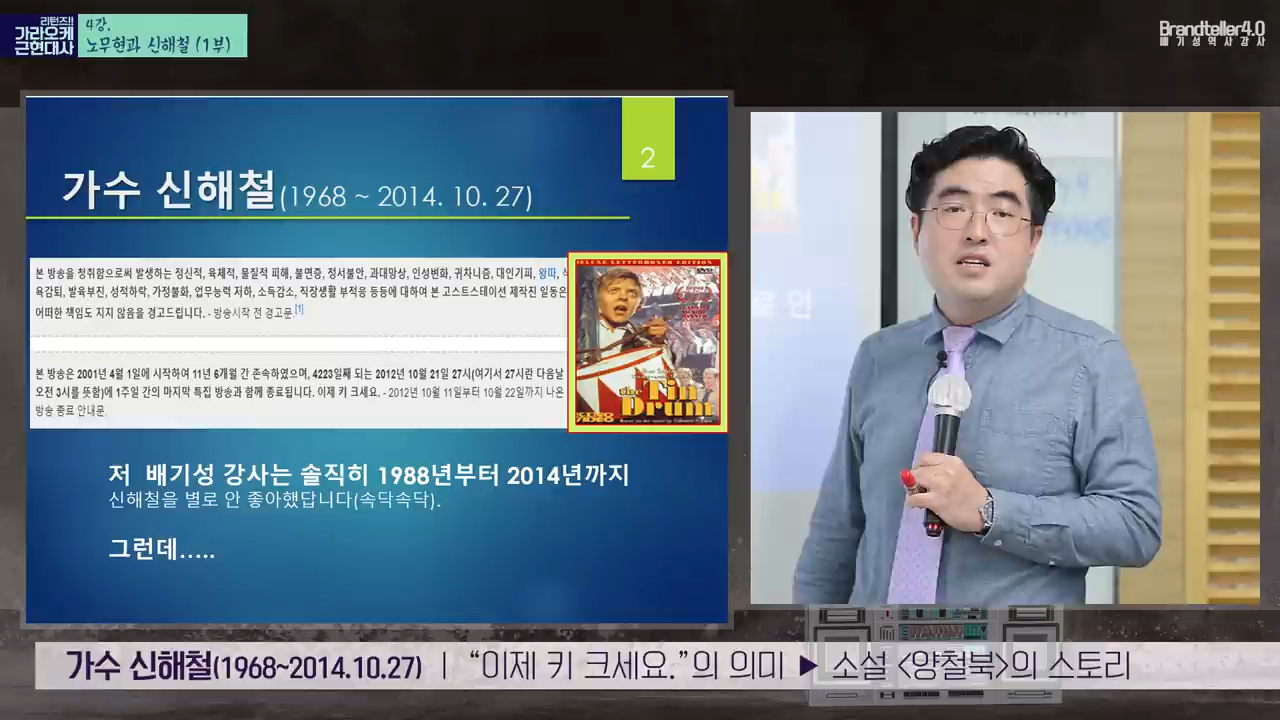 리턴즈!!
가라오케
근현대사
4강.
노무현과 신해철 (1부)
Brandteller4.0
배기성역사강사
2
가수 신해철(1968 ~ 2014. 10. 27)
본 방송을 청취함으로써 발생하는 정신적, 육체적, 물질적 피해, 불면증, 정서불안, 과대망상, 인성변화, 귀차니즘, 대인기피, 왕따, 식
욕감퇴, 발육부진, 성적하락, 가정불화, 업무능력 저하, 소득감소, 직장생활 부적응 등등에 대하여 본 고스트스테이션 제작진 일동은
어떠한 책임도 지지 않음을 경고드립니다. - 방송시작 전 경고문.[1]
본 방송은 2001년 4월 1일에 시작하여 11년 6개월 간 존속하였으며, 4223일째 되는 2012년 10월 21일 27시(여기서 27시란 다음날
오전 3시를 뜻함)에 1주일 간의 마지막 특집 방송과 함께 종료됩니다. 이제 키 크세요. - 2012년 10월 11일부터 10월 22일까지 나온
방송 종료 안내문.
DELUXE LETTERBOXED EDITION
DVD
the Tin
Drum
저 배기성 강사는 솔직히 1988년부터 2014년까지
신해철을 별로 안 좋아했답니다(속닥속닥).
그런데…..
로 인
가수 신해철(1968~2014.10.27) | “이제 키 크세요.”의 의미 ▶ 소설 <양철북>의 스토리